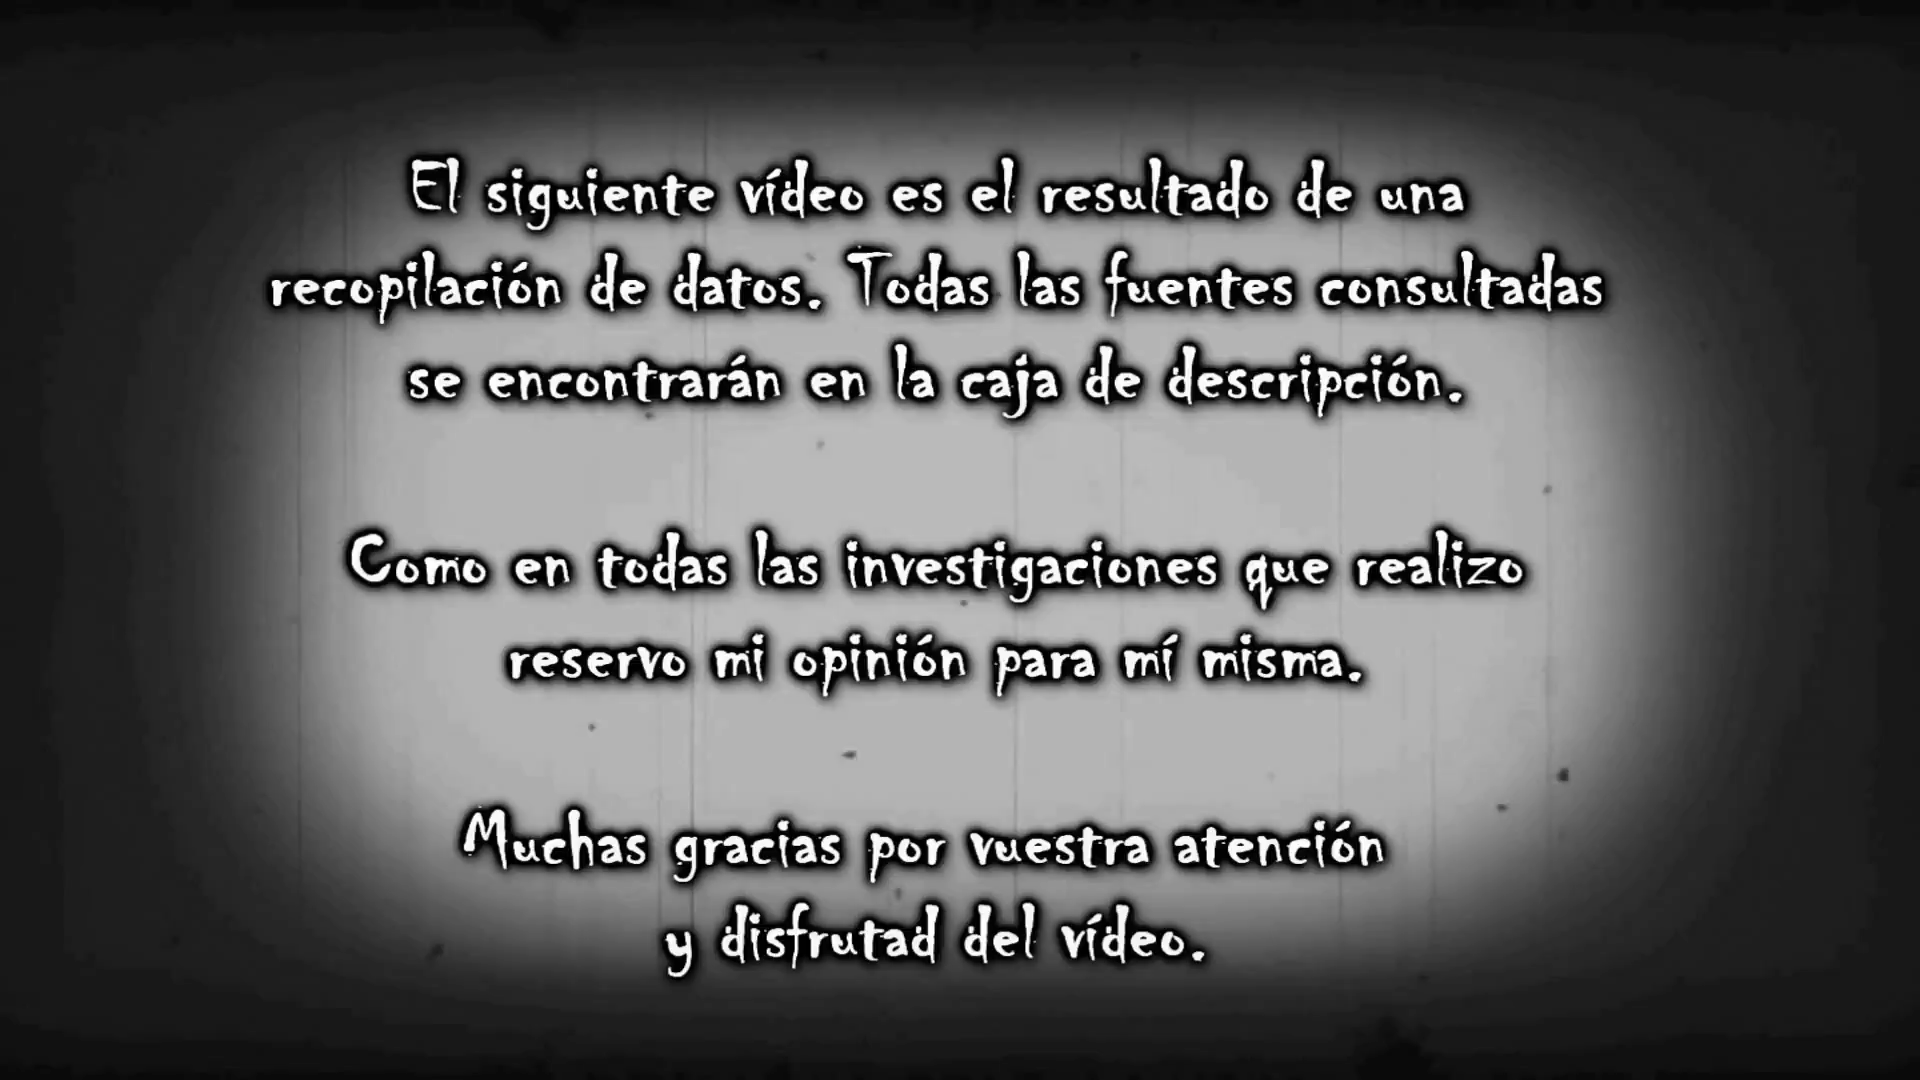 El siguiente vídeo es el resultado de una
recopilación de datos. Todas las fuentes consultadas
se encontrarán en la caja de descripción.
Como en todas las investigaciones que realizo
reservo mi opinión para mí misma.
Muchas gracias por vuestra atención
y disfrutad del vídeo.